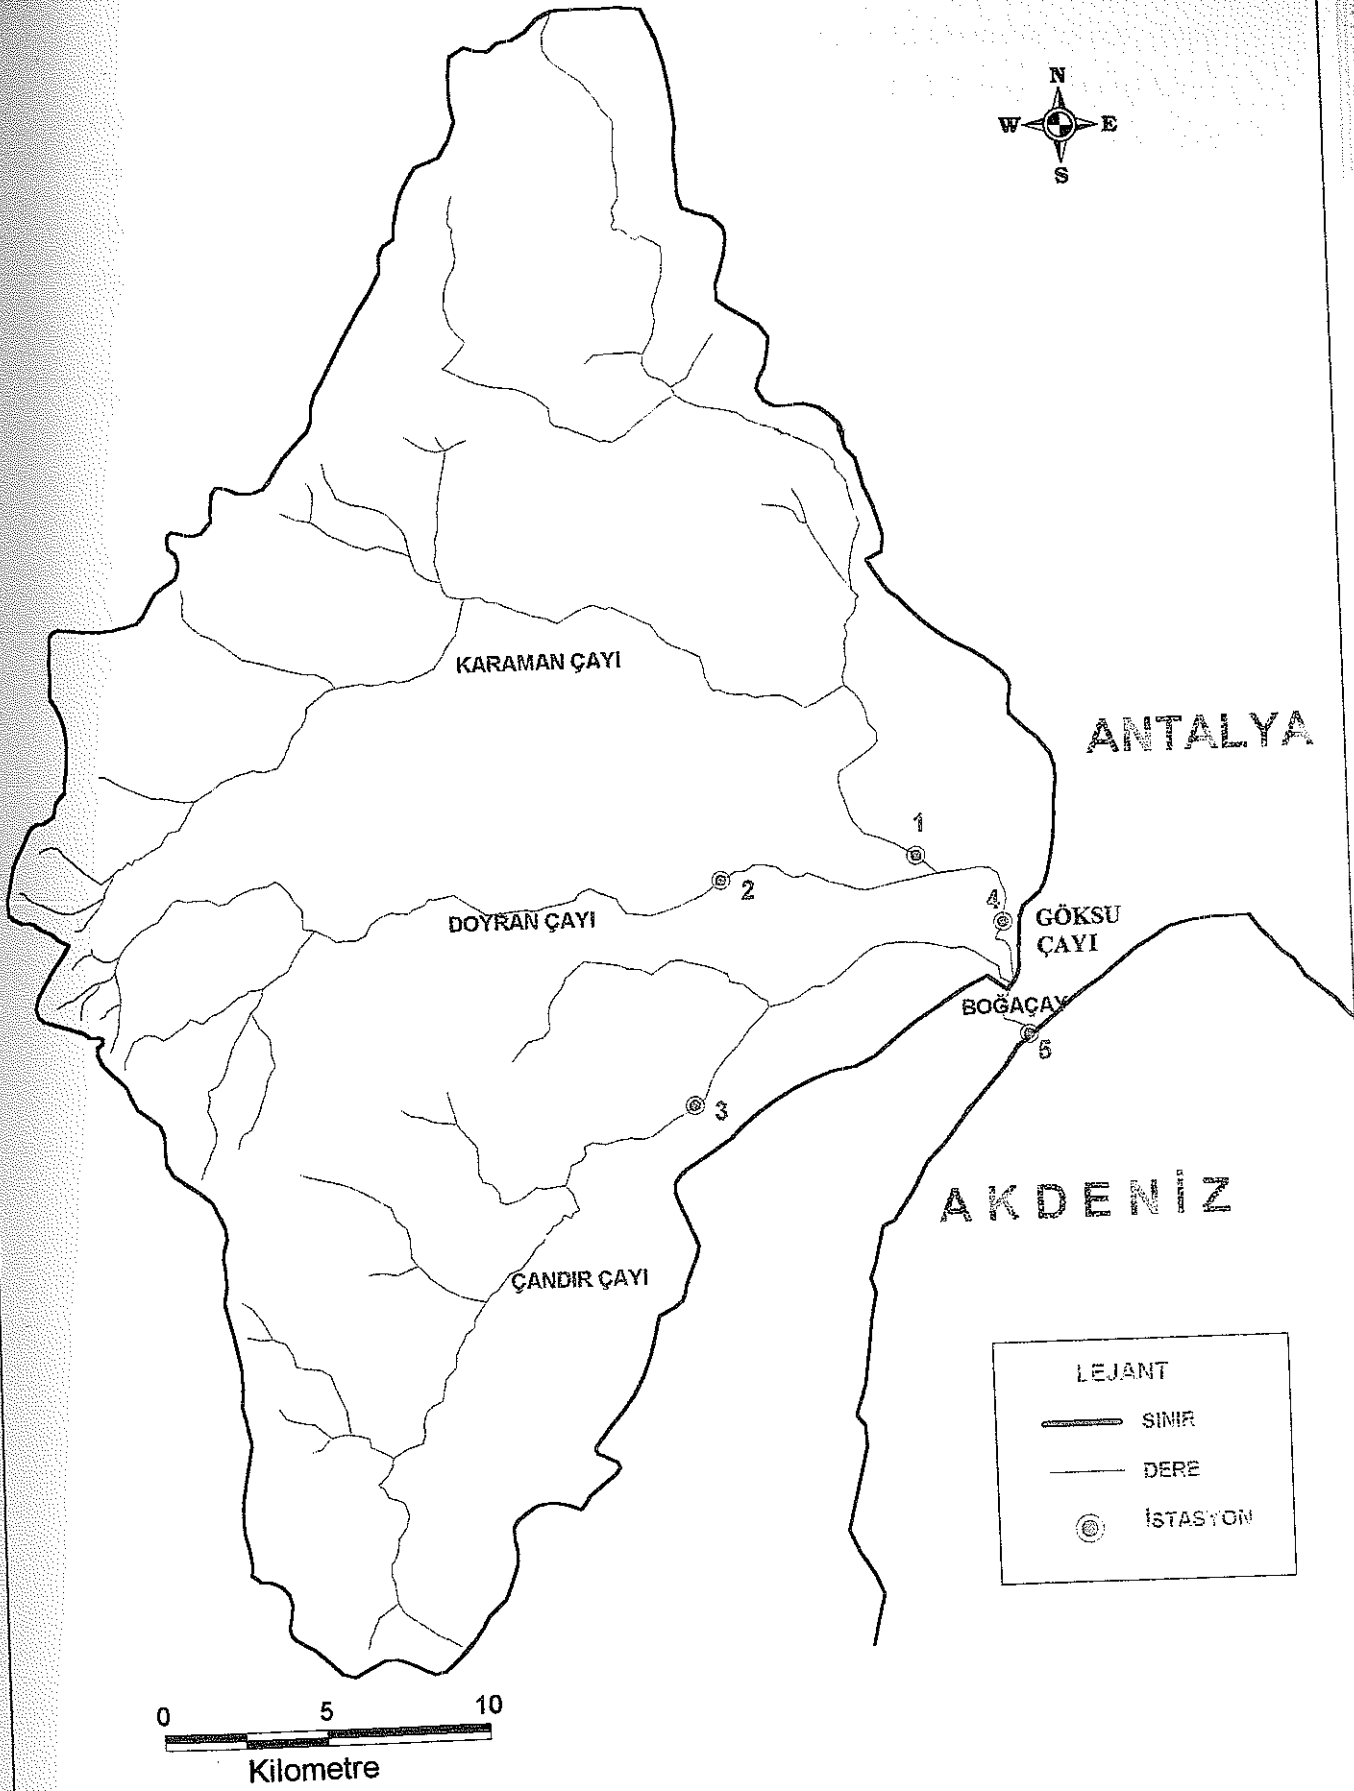 N
W E
S
KARAMAN ÇAYI
ANTALYA
1
2
DOYRAN ÇAYI
4
GÖKSU
ÇAYI
BOĞAÇAY
5
3
AKDENİZ
ÇANDIR ÇAYI
LEJANT
SINIR
DERE
İSTASYON
0 5 10
Kilometre